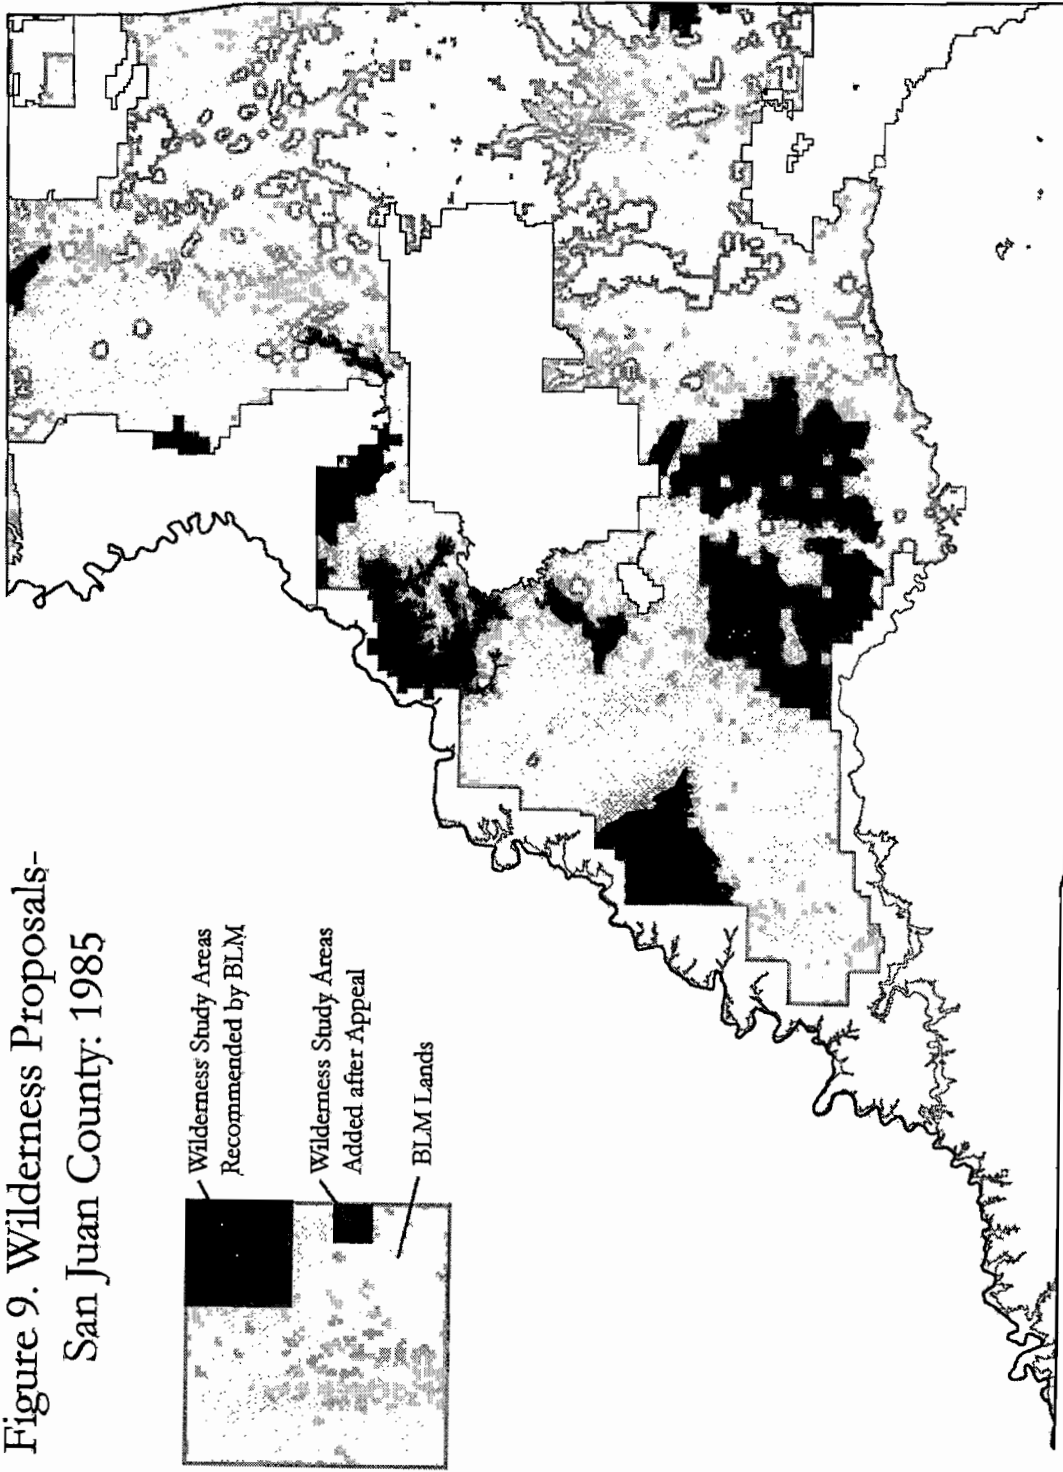 Figure 9. Wilderness Proposals-
San Juan County: 1985
Wilderness Study Areas
Recommended by BLM
Wilderness Study Areas
Added after Appeal
BLM Lands